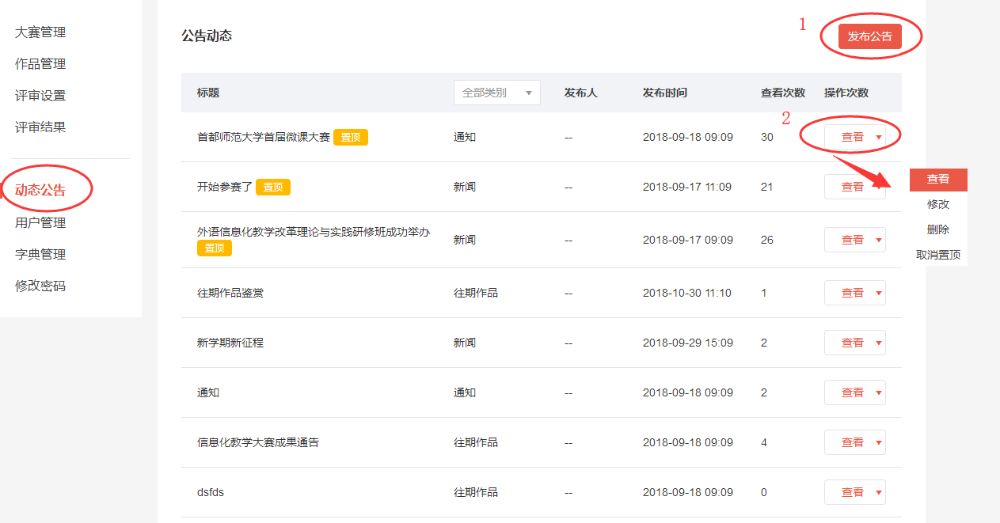 大赛管理
作品管理
评审设置
评审结果
动态公告
用户管理
字典管理
修改密码
公告动态
1
发布公告
标题 全部类别 发布人 发布时间 查看次数 操作次数
2
首都师范大学首届微课大赛 置顶 通知 -- 2018-09-18 09:09 30 查看
开始参赛了 置顶 新闻 -- 2018-09-17 11:09 21 查看
外语信息化教学改革理论与实践研修班成功举办
置顶 新闻 -- 2018-09-17 09:09 26 查看
往期作品鉴赏 往期作品 -- 2018-10-30 11:10 1 查看
新学期新征程 新闻 -- 2018-09-29 15:09 2 查看
通知 通知 -- 2018-09-18 09:09 2 查看
信息化教学大赛成果通告 往期作品 -- 2018-09-18 09:09 4 查看
dsfds 往期作品 -- 2018-09-18 09:09 0 查看
查看
修改
删除
取消置顶